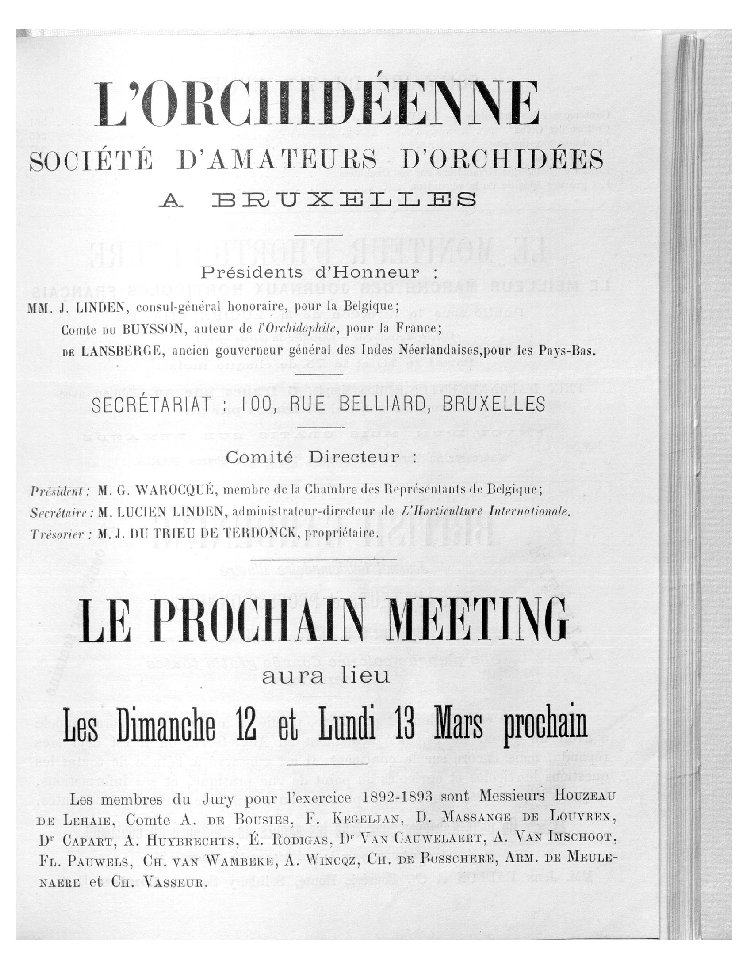 L'ORCHIDÉENNE
SOCIÉTÉ D'AMATEURS D'ORCHIDÉES
A BRUXELLES
Présidents d'Honneur :
MM. J. LINDEN, consul-général honoraire, pour la Belgique;
Comte DU BUYSSON, auteur de l'Orchidophile, pour la France;
DE LANSBERGE, ancien gouverneur général des Indes Néerlandaises, pour les Pays-Bas.
SECRÉTARIAT : 100, RUE BELLIARD, BRUXELLES
Comité Directeur :
Président : M. G. WAROCQUÉ, membre de la Chambre des Représentants de Belgique;
Secrétaire : M. LUCIEN LINDEN, administrateur-directeur de L'Horticulture Internationale.
Trésorier : M. J. DU TRIEU DE TERDONCK, propriétaire.
LE PROCHAIN MEETING
aura lieu
Les Dimanche 12 et Lundi 13 Mars prochain
Les membres du Jury pour l'exercice 1892-1893 sont Messieurs HOUZEAU
DE LEHAIE, Comte A. DE BOUSIES, F. KEGELJAN, D. MASSANGE DE LOUVREX,
Dr CAPART, A. HUYBRECHTS, É. RODIGAS, Dr VAN CAUWELAERT, A. VAN IMSCHOOT,
FL. PAUWELS, CH. VAN WAMBEKE, A. WINCQZ, CH. DE BOSSCHERE, ARM. DE MEULE-
NAERE et CH. VASSEUR.